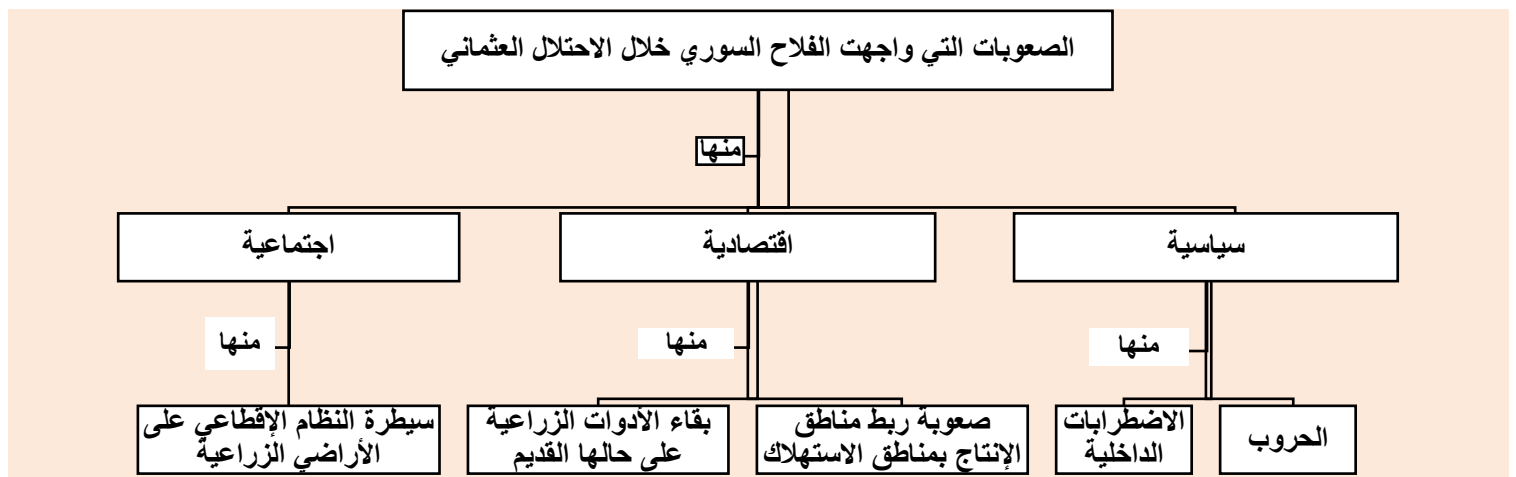 الصعوبات التي واجهت الفلاح السوري خلال الاحتلال العثماني
منها
سياسية
اقتصادية
اجتماعية
منها
منها
منها
الحروب
الاضطرابات
الداخلية
صعوبة ربط مناطق
الإنتاج بمناطق الاستهلاك
بقاء الأدوات الزراعية
على حالها القديم
سيطرة النظام الإقطاعي على
الأراضي الزراعية